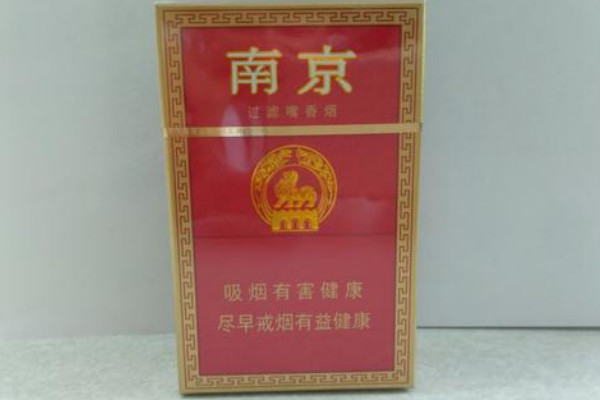 南京
过滤嘴香烟
吸烟有害健康
尽早戒烟有益健康